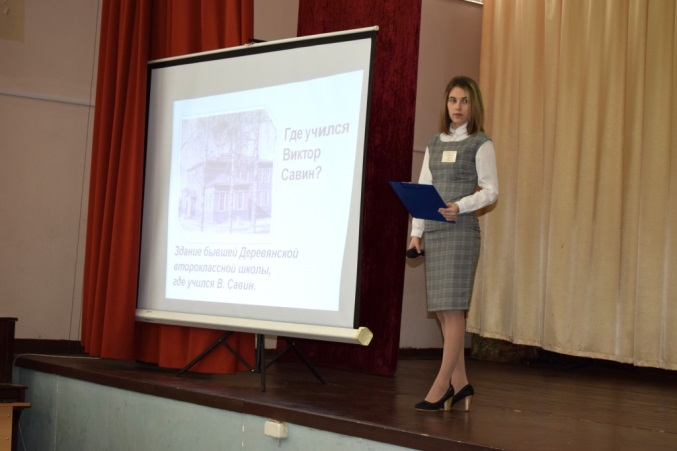 Где учился
Виктор
Савин?
Здание бывшей Деревянской
второклассной школы,
где учился В. Савин.